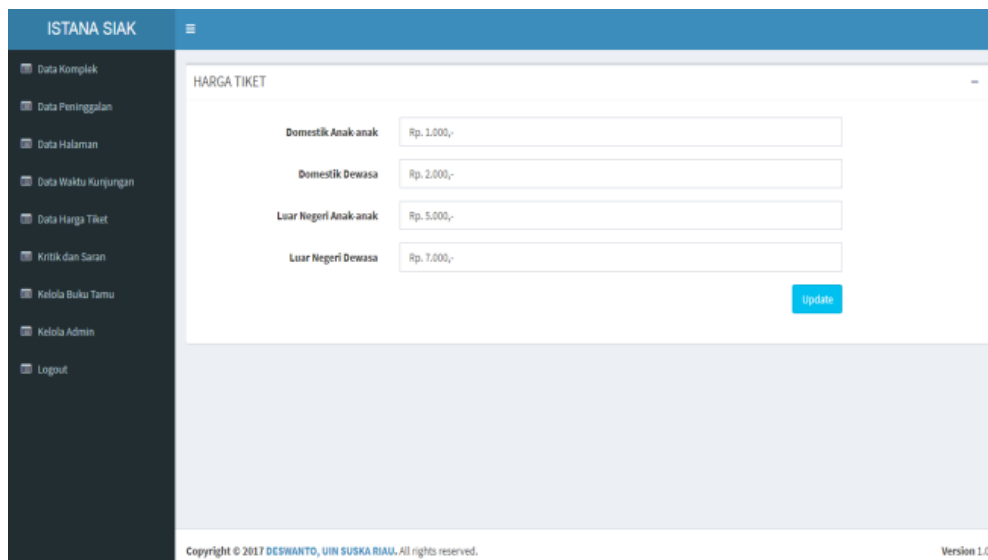 ISTANA SIAK
Data Komplek
Data Peninggalan
Data Halaman
Data Waktu Kunjungan
Data Harga Tiket
Kritik dan Saran
Kelola Buku Tamu
Kelola Admin
Logout
HARGA TIKET
Domestik Anak-anak Rp. 1.000,-
Domestik Dewasa Rp. 2.000,-
Luar Negeri Anak-anak Rp. 5.000,-
Luar Negeri Dewasa Rp. 7.000,-
Update
Copyright © 2017 DESWANTO, UIN SUSKA RIAU. All rights reserved. Version 1.0